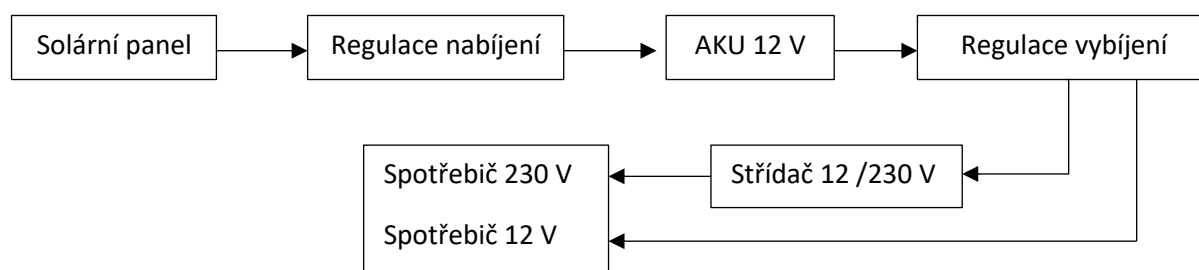 Solární panel
Regulace nabíjení
AKU 12 V
Regulace vybíjení
Spotřebič 230 V
Střídač 12 /230 V
Spotřebič 12 V